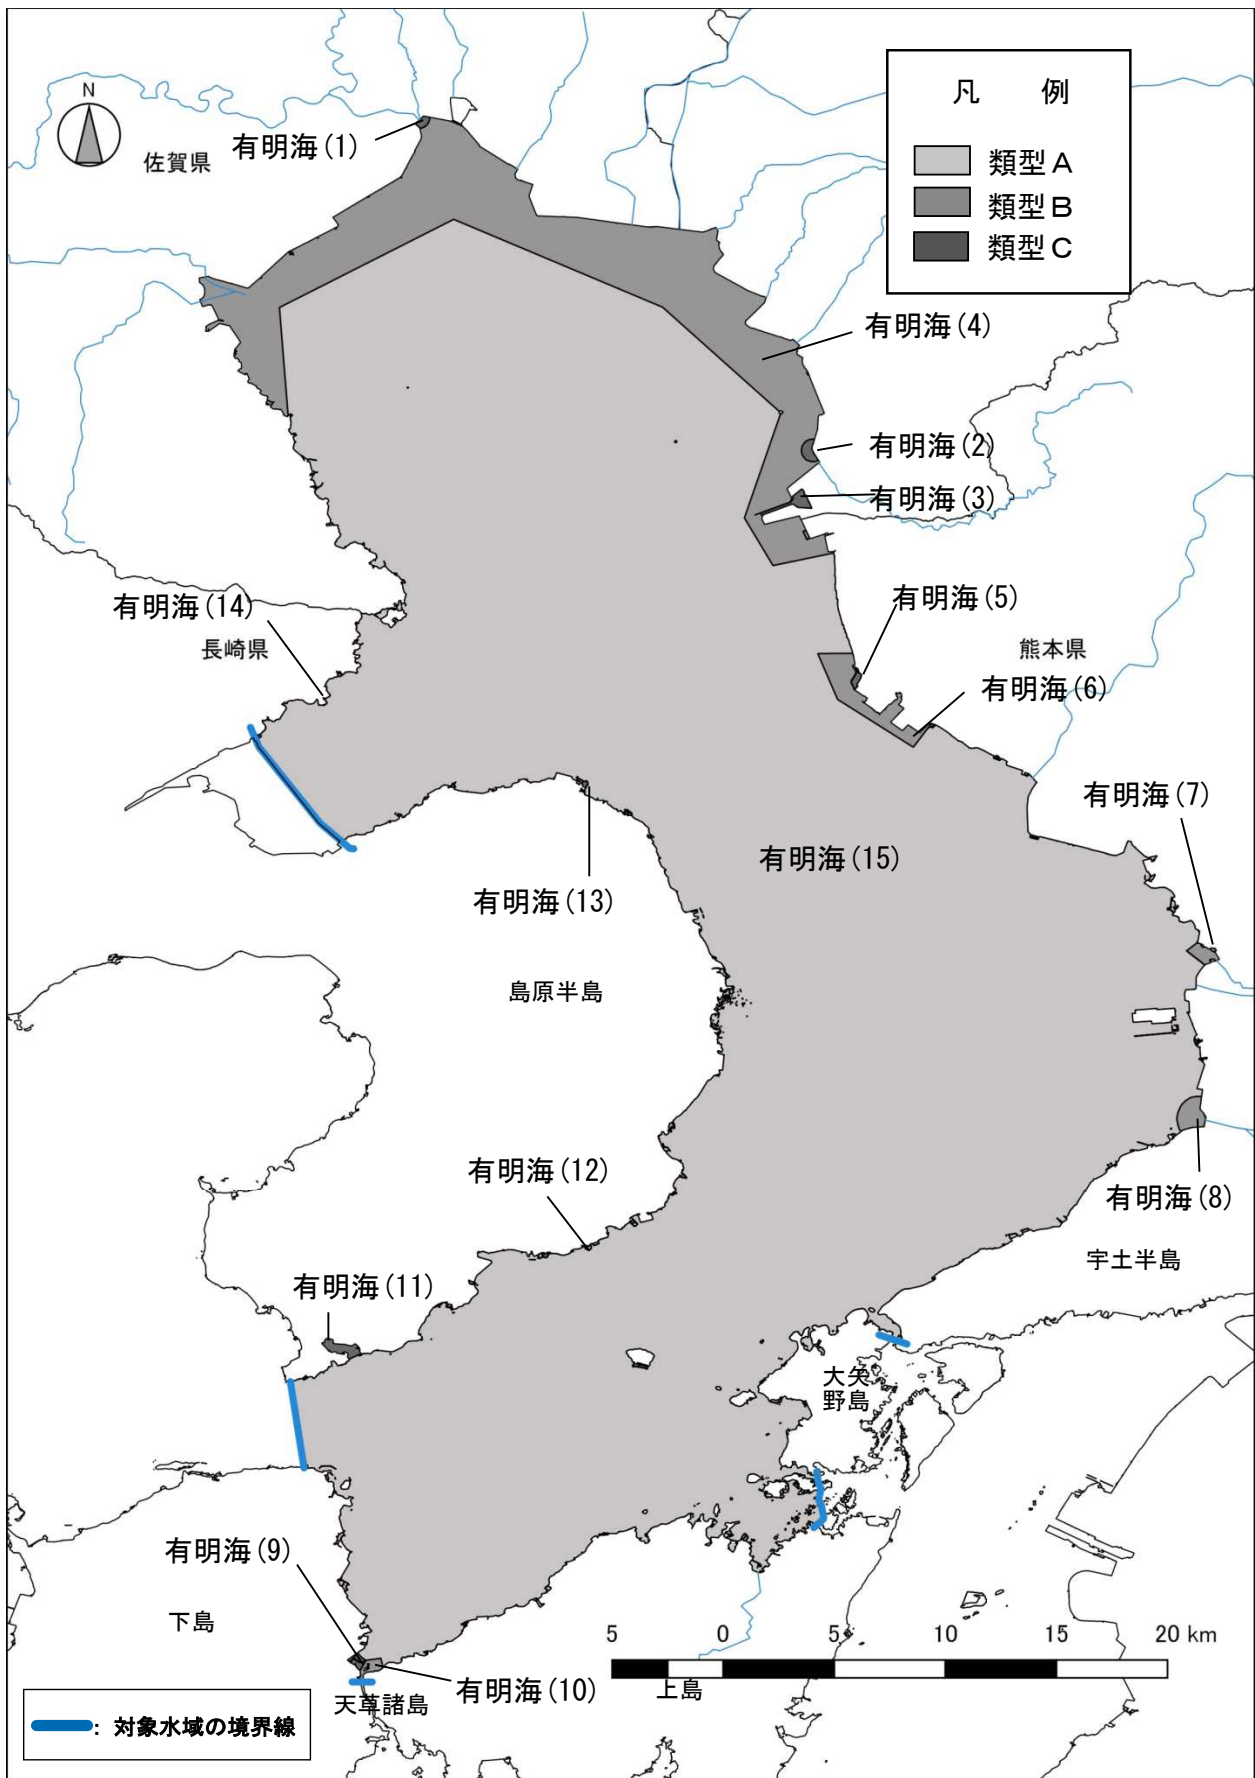 凡　例
N
有明海(1)
佐賀県
類型A
類型B
類型C
有明海(4)
有明海(2)
有明海(3)
有明海(5)
有明海(14)
長崎県
熊本県
有明海(6)
有明海(7)
有明海(15)
有明海(13)
島原半島
有明海(12)
有明海(8)
宇土半島
有明海(11)
大矢
野島
有明海(9)
下島
5 0 5 10 15 20 km
有明海(10)
上島
天草諸島
: 対象水域の境界線